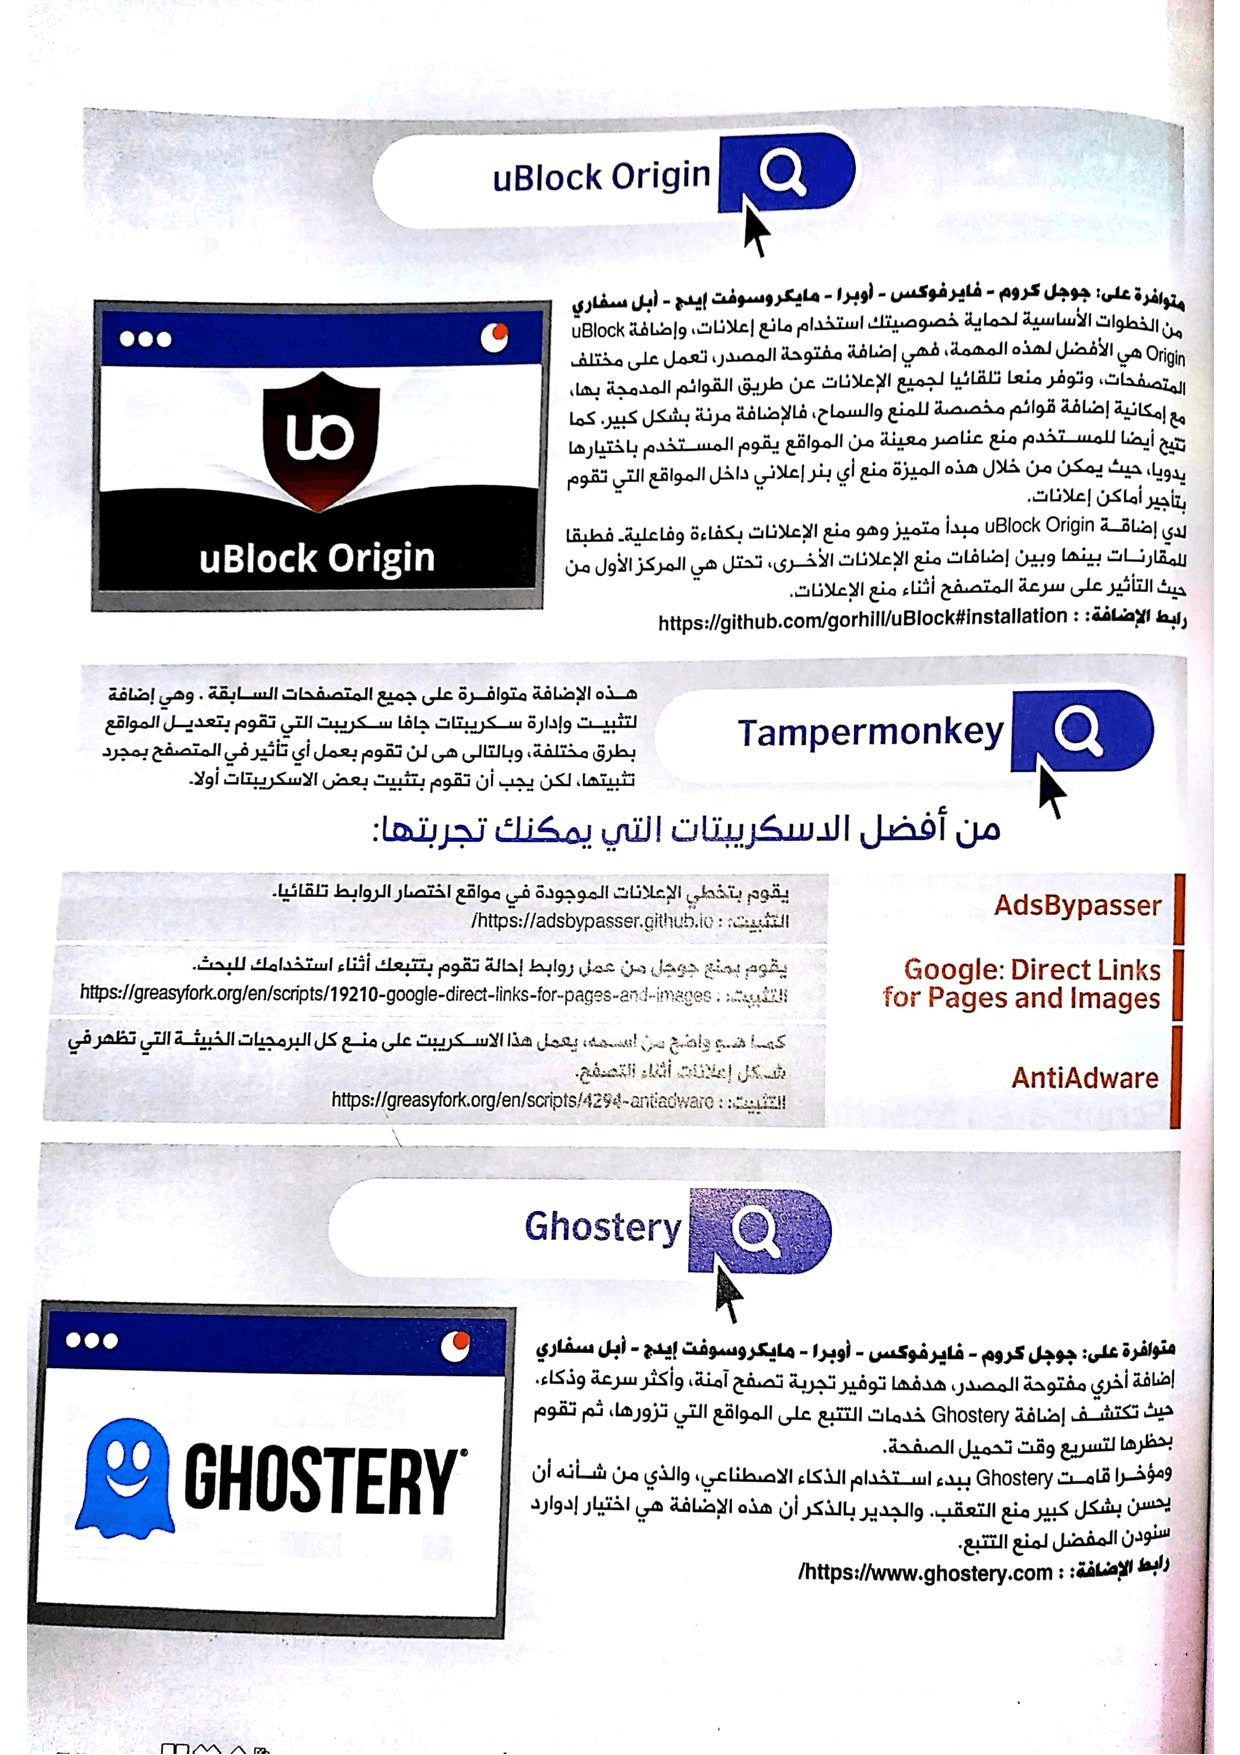 uBlock Origin
متوافرة على: جوجل كروم - فايرفوكس - أوبرا - مايكروسوفت إيدج - أبل سفاري
من الخطوات الأساسية لحماية خصوصيتك استخدام مانع إعلانات، وإضافة uBlock
Origin هي الأفضل لهذه المهمة، فهي إضافة مفتوحة المصدر، تعمل على مختلف
المتصفحات، وتوفر منعا تلقائيا لجميع الإعلانات عن طريق القوائم المدمجة بها،
مع إمكانية إضافة قوائم مخصصة للمنع والسماح، فالإضافة مرنة بشكل كبير. كما
تتيح أيضا للمستخدم منع عناصر معينة من المواقع يقوم المستخدم باختيارها
يدويا، حيث يمكن من خلال هذه الميزة منع أي بنر إعلاني داخل المواقع التي تقوم
بتأجير أماكن إعلانات.
لدي إضاقة uBlock Origin مبدأ متميز وهو منع الإعلانات بكفاءة وفاعلية. فطبقا
للمقارنات بينها وبين إضافات منع الإعلانات الأخرى، تحتل هي المركز الأول من
حيث التأثير على سرعة المتصفح أثناء منع الإعلانات.
رابط الإضافة: : https://github.com/gorhill/uBlock#installation
uO
uBlock Origin
Tampermonkey
هذه الإضافة متوافرة على جميع المتصفحات السابقة . وهي إضافة
لتثبيت وإدارة سكريبتات جافا سكريبت التي تقوم بتعديل المواقع
بطرق مختلفة، وبالتالى هى لن تقوم بعمل أي تأثير في المتصفح بمجرد
تثبيتها، لكن يجب أن تقوم بتثبيت بعض الاسكريبتات أولا.
من أفضل الاسكريبتات التي يمكنك تجربتها:
AdsBypasser
يقوم بتخطي الإعلانات الموجودة في مواقع اختصار الروابط تلقائيا.
التثبيت: : https://adsbypasser.github.io/
Google: Direct Links
for Pages and Images
يقوم بمنع جوجل من عمل روابط إحالة تقوم بتتبعك أثناء استخدامك للبحث.
التثبيت: : https://greasyfork.org/en/scripts/19210-google-direct-links-for-pages-and-images
AntiAdware
كما هو واضح من اسمه، يعمل هذا الاسكريبت على منع كل البرمجيات الخبيثة التي تظهر في
شكل إعلانات أثناء التصفح.
التثبيت: : https://greasyfork.org/en/scripts/4294-antiadware
Ghostery
متوافرة على: جوجل كروم - فايرفوكس - أوبرا - مايكروسوفت إيدج - أبل سفاري
إضافة أخري مفتوحة المصدر، هدفها توفير تجربة تصفح آمنة، وأكثر سرعة وذكاء.
حيث تكتشف إضافة Ghostery خدمات التتبع على المواقع التي تزورها، ثم تقوم
بحظرها لتسريع وقت تحميل الصفحة.
ومؤخرا قامت Ghostery ببدء استخدام الذكاء الاصطناعي، والذي من شأنه أن
يحسن بشكل كبير منع التعقب. والجدير بالذكر أن هذه الإضافة هي اختيار إدوارد
سنودن المفضل لمنع التتبع.
رابط الإضافة: : https://www.ghostery.com/
GHOSTERY